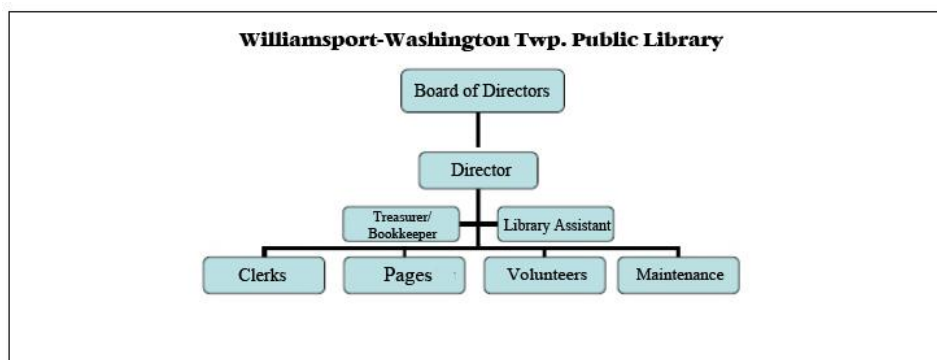 Williamsport-Washington Twp. Public Library
Board of Directors
Director
Treasurer/
Bookkeeper
Library Assistant
Clerks
Pages
Volunteers
Maintenance